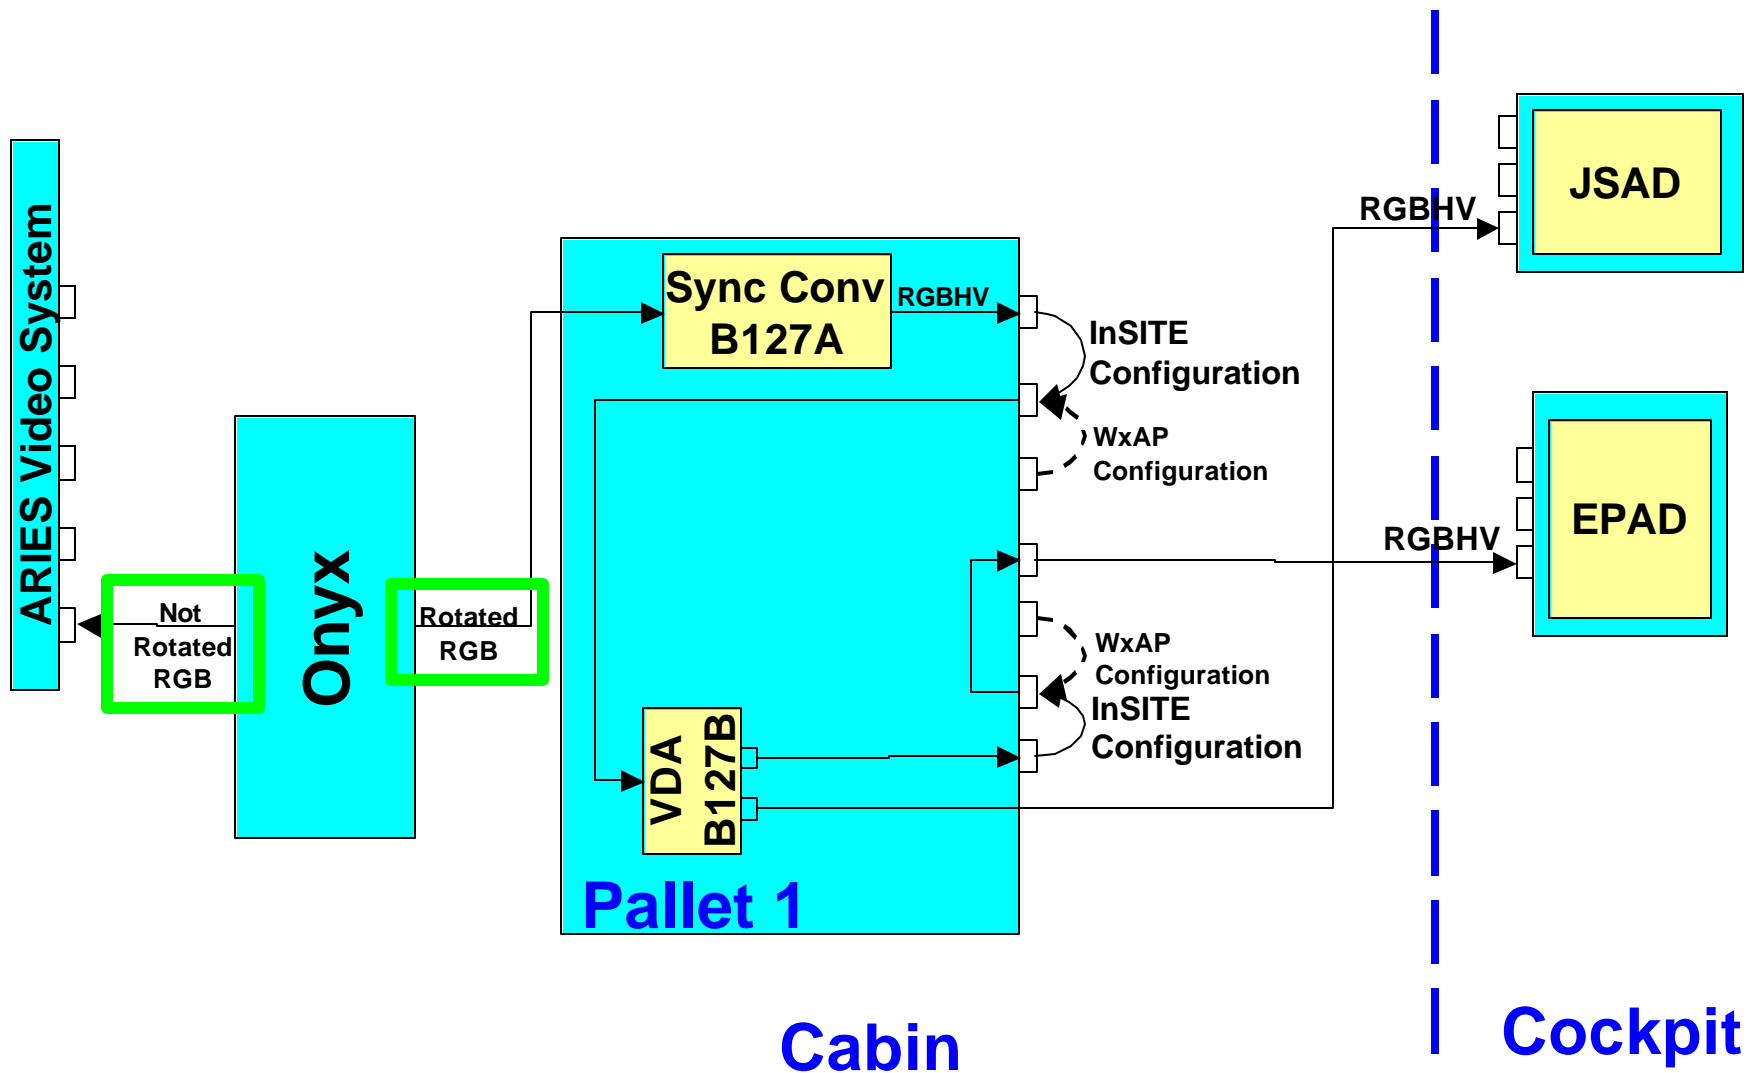 ARIES Video System
Not
Rotated
RGB
Onyx
Rotated
RGB
Sync Conv
B127A
RGBHV
InSITE
Configuration
WxAP
Configuration
WxAP
Configuration
InSITE
Configuration
VDA
B127B
Pallet 1
RGBHV
JSAD
RGBHV
EPAD
Cabin
Cockpit